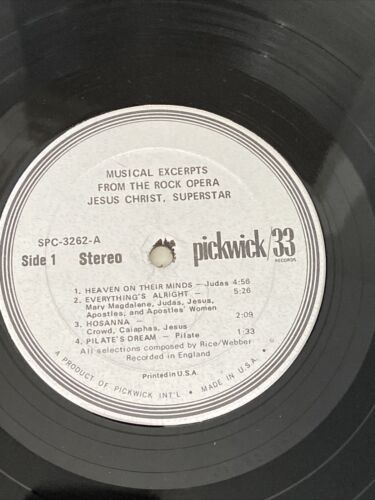 MUSICAL EXCERPTS
FROM THE ROCK OPERA
JESUS CHRIST, SUPERSTAR
SPC-3262-A
Side 1 Stereo
pickwick/33
RECORDS
1. HEAVEN ON THEIR MINDS — Judas 4:56
2. EVERYTHING'S ALRIGHT — 5:26
Mary Magdalene, Judas, Jesus,
Apostles, and Apostles' Women
3. HOSANNA — 2:09
Crowd, Caiaphas, Jesus
4. PILATE'S DREAM — Pilate 1:33
All selections composed by Rice/Webber
Recorded in England
Printed in U.S.A.
A PRODUCT OF PICKWICK INT'L. MADE IN U.S.A.